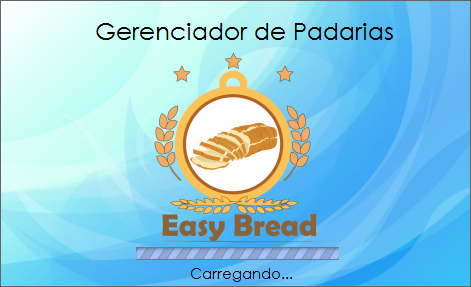 Gerenciador de Padarias
Easy Bread
Carregando...